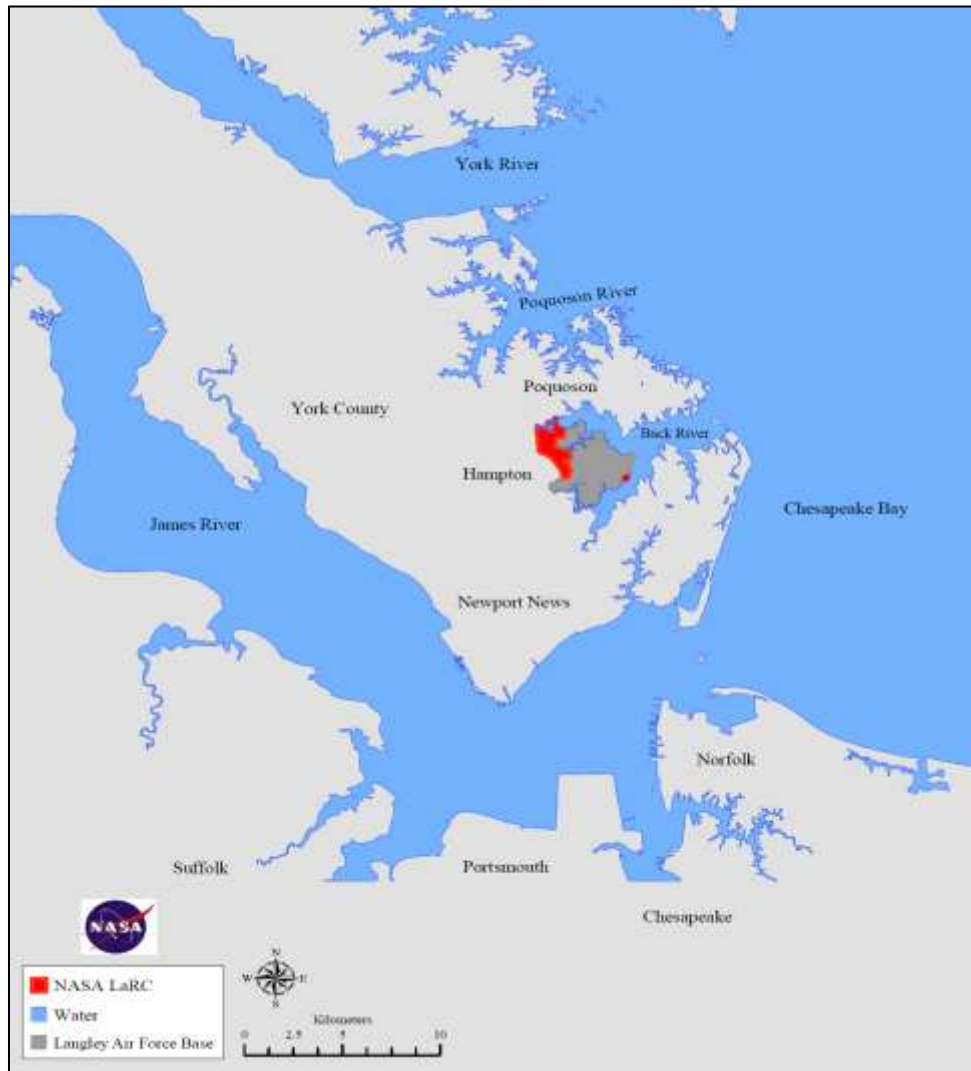 York River
Poquoson River
Poquoson
York County
Back River
Hampton
James River
Chesapeake Bay
Newport News
Norfolk
Suffolk
Portsmouth
Chesapeake
NASA
N
W E
S
NASA LaRC
Water
Langley Air Force Base
Kilometers
0 2.5 5 10